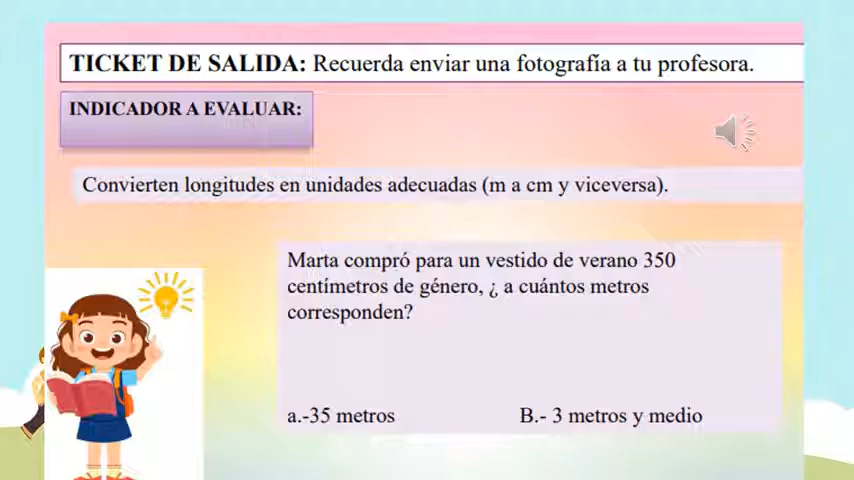 TICKET DE SALIDA: Recuerda enviar una fotografía a tu profesora.
INDICADOR A EVALUAR:
Convierten longitudes en unidades adecuadas (m a cm y viceversa).
Marta compró para un vestido de verano 350
centímetros de género, ¿ a cuántos metros
corresponden?
a.-35 metros
B.- 3 metros y medio